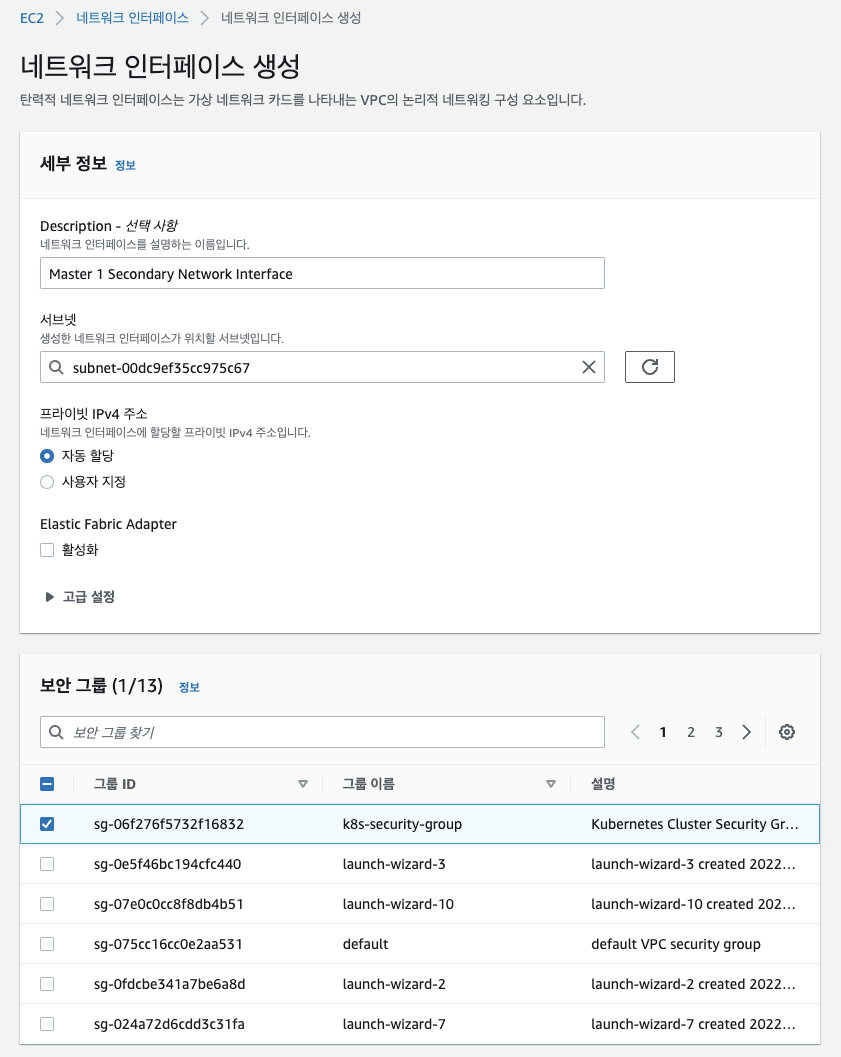 EC2 네트워크 인터페이스 네트워크 인터페이스 생성
네트워크 인터페이스 생성
탄력적 네트워크 인터페이스는 가상 네트워크 카드를 나타내는 VPC의 논리적 네트워킹 구성 요소입니다.
세부 정보 정보
Description - 선택 사항
네트워크 인터페이스를 설명하는 이름입니다.
Master 1 Secondary Network Interface
서브넷
생성한 네트워크 인터페이스가 위치할 서브넷입니다.
subnet-00dc9ef35cc975c67
프라이빗 IPv4 주소
네트워크 인터페이스에 할당할 프라이빗 IPv4 주소입니다.
자동 할당
사용자 지정
Elastic Fabric Adapter
활성화
고급 설정
보안 그룹 (1/13) 정보
보안 그룹 찾기 1 2 3
그룹 ID 그룹 이름 설명
sg-06f276f5732f16832 k8s-security-group Kubernetes Cluster Security Gr...
sg-0e5f46bc194cfc440 launch-wizard-3 launch-wizard-3 created 2022...
sg-07e0c0cc8f8db4b51 launch-wizard-10 launch-wizard-10 created 202...
sg-075cc16cc0e2aa531 default default VPC security group
sg-0fdcbe341a7be6a8d launch-wizard-2 launch-wizard-2 created 2022...
sg-024a72d6cdd3c31fa launch-wizard-7 launch-wizard-7 created 2022...